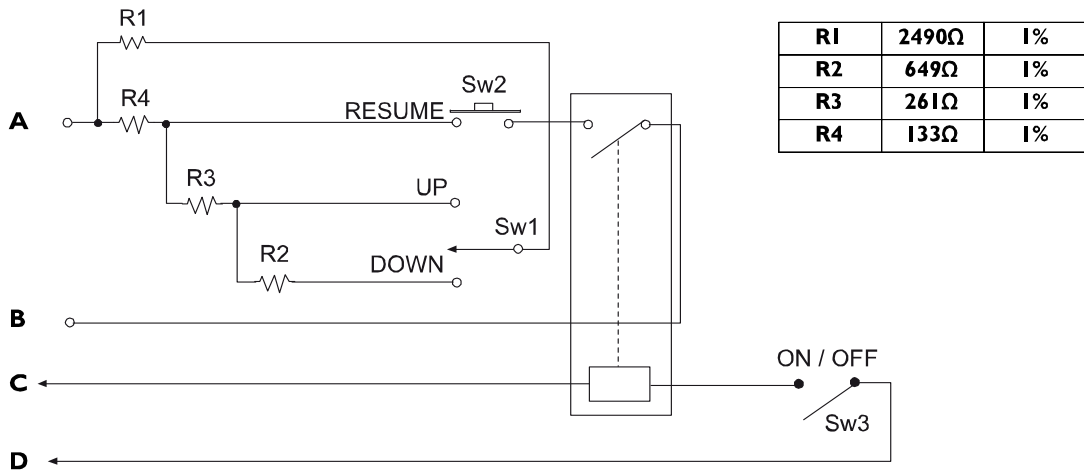 R1
R4
RESUME
Sw2
A
R3
UP
Sw1
R2
DOWN
B
C
ON / OFF
Sw3
D
R1 2490Ω 1%
R2 649Ω 1%
R3 261Ω 1%
R4 133Ω 1%